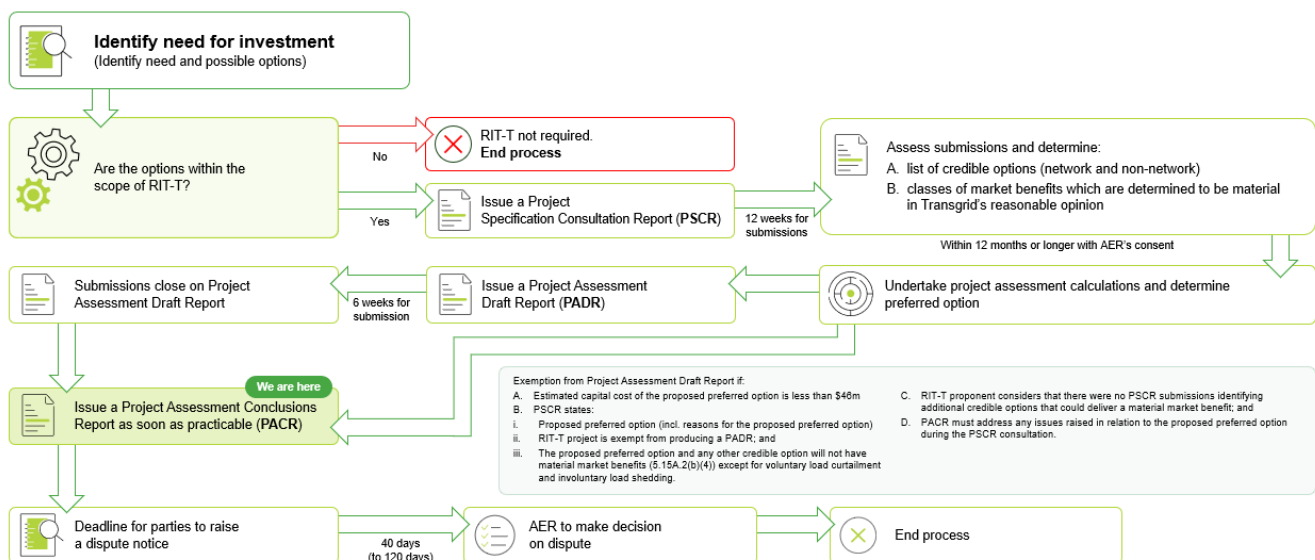 Identify need for investment
(Identify need and possible options)
Are the options within the
scope of RIT-T?
No
RIT-T not required.
End process
Yes
Issue a Project
Specification Consultation Report (PSCR)
12 weeks for
submissions
Assess submissions and determine:
A. list of credible options (network and non-network)
B. classes of market benefits which are determined to be material
in Transgrid's reasonable opinion
Within 12 months or longer with AER's consent
Undertake project assessment calculations and determine
preferred option
Issue a Project Assessment
Draft Report (PADR)
6 weeks for
submission
Submissions close on Project
Assessment Draft Report
We are here
Issue a Project Assessment Conclusions
Report as soon as practicable (PACR)
Exemption from Project Assessment Draft Report if:
A. Estimated capital cost of the proposed preferred option is less than $46m
B. PSCR states:
i. Proposed preferred option (incl. reasons for the proposed preferred option)
ii. RIT-T project is exempt from producing a PADR; and
iii. The proposed preferred option and any other credible option will not have
material market benefits (5.15A.2(b)(4)) except for voluntary load curtailment
and involuntary load shedding.
C. RIT-T proponent considers that there were no PSCR submissions identifying
additional credible options that could deliver a material market benefit; and
D. PACR must address any issues raised in relation to the proposed preferred option
during the PSCR consultation.
Deadline for parties to raise
a dispute notice
40 days
(to 120 days)
AER to make decision
on dispute
End process